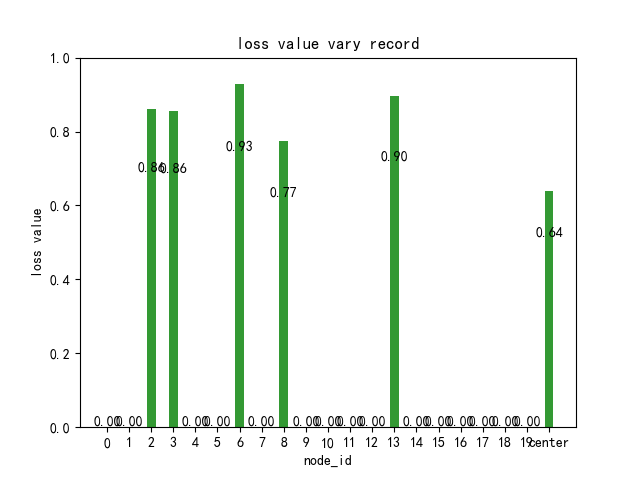 loss value vary record
1.0
0.8
0.6
0.4
0.2
0.0
loss value
0.00 0.00 0.86 0.86 0.00 0.00 0.93 0.00 0.77 0.00 0.00 0.00 0.00 0.90 0.00 0.00 0.00 0.00 0.00 0.00 0.64
0 1 2 3 4 5 6 7 8 9 10 11 12 13 14 15 16 17 18 19 center
node_id